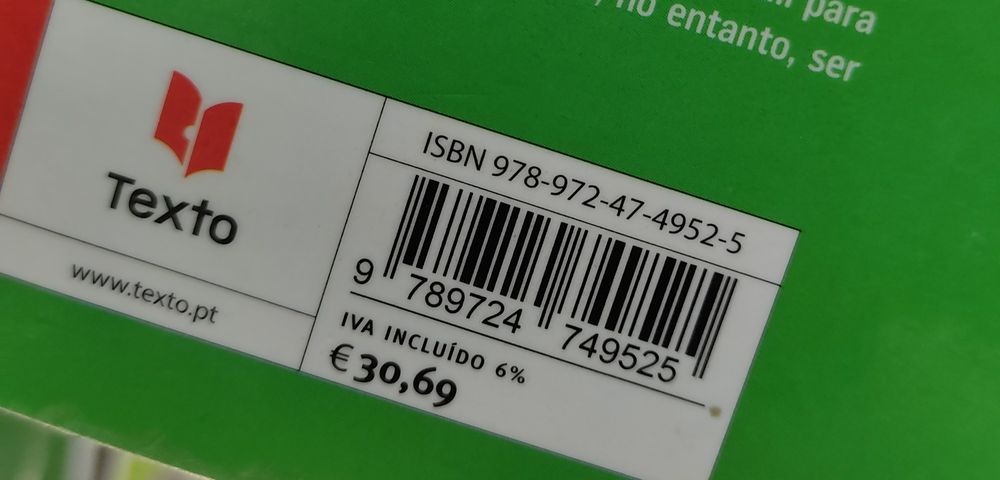 para
, no entanto, ser
Texto
www.texto.pt
ISBN 978-972-47-4952-5
9 789724 749525
IVA INCLUÍDO 6%
€30,69